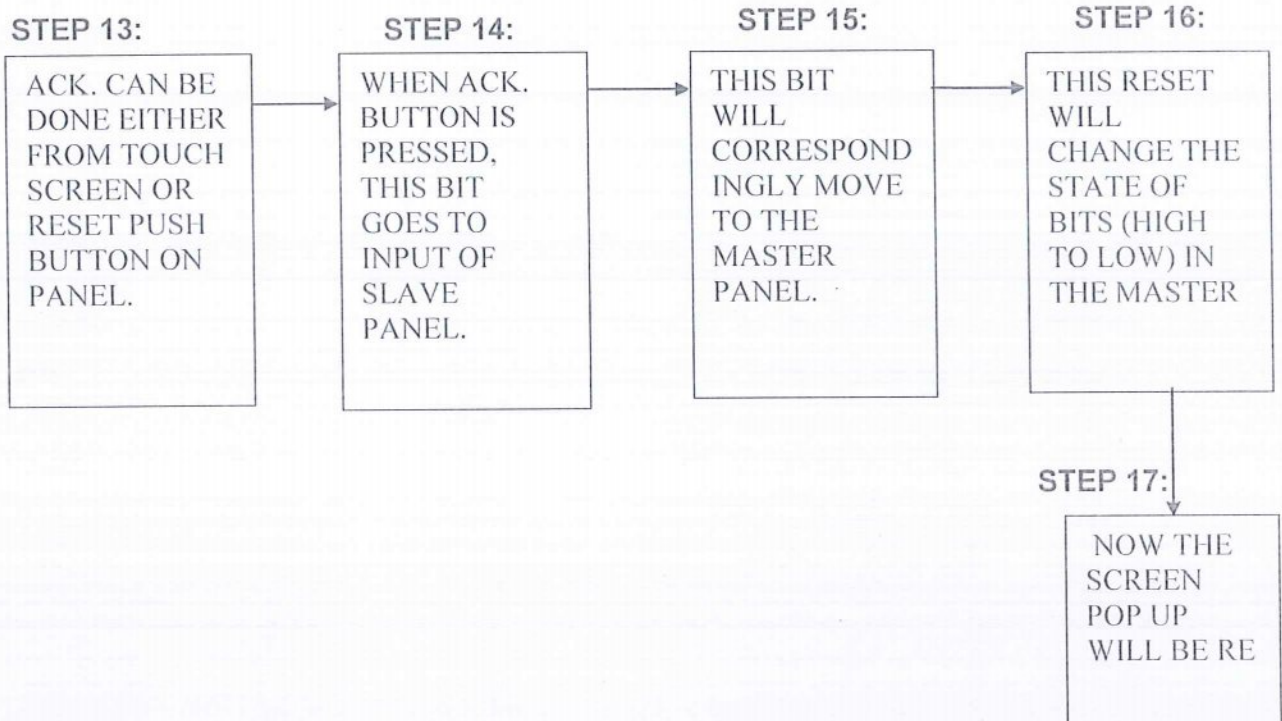 STEP 13:
ACK. CAN BE
DONE EITHER
FROM TOUCH
SCREEN OR
RESET PUSH
BUTTON ON
PANEL.
STEP 14:
WHEN ACK.
BUTTON IS
PRESSED,
THIS BIT
GOES TO
INPUT OF
SLAVE
PANEL.
STEP 15:
THIS BIT
WILL
CORRESPOND
INGLY MOVE
TO THE
MASTER
PANEL.
STEP 16:
THIS RESET
WILL
CHANGE THE
STATE OF
BITS (HIGH
TO LOW) IN
THE MASTER
STEP 17:
NOW THE
SCREEN
POP UP
WILL BE RE